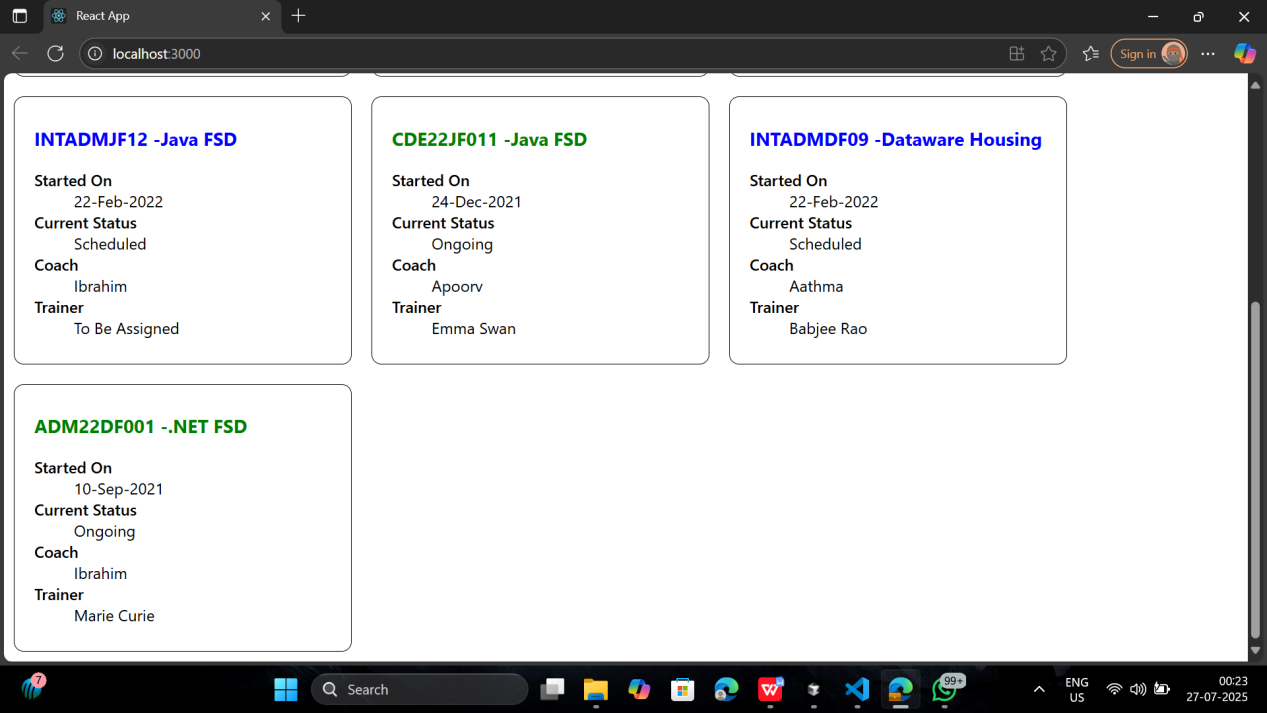 React App
localhost:3000
Sign in
INTADMJF12 -Java FSD
Started On
22-Feb-2022
Current Status
Scheduled
Coach
Ibrahim
Trainer
To Be Assigned
CDE22JF011 -Java FSD
Started On
24-Dec-2021
Current Status
Ongoing
Coach
Apoorv
Trainer
Emma Swan
INTADMDF09 -Dataware Housing
Started On
22-Feb-2022
Current Status
Scheduled
Coach
Aathma
Trainer
Babjee Rao
ADM22DF001 -.NET FSD
Started On
10-Sep-2021
Current Status
Ongoing
Coach
Ibrahim
Trainer
Marie Curie
7
Search
W
99+
ENG
US
00:23
27-07-2025